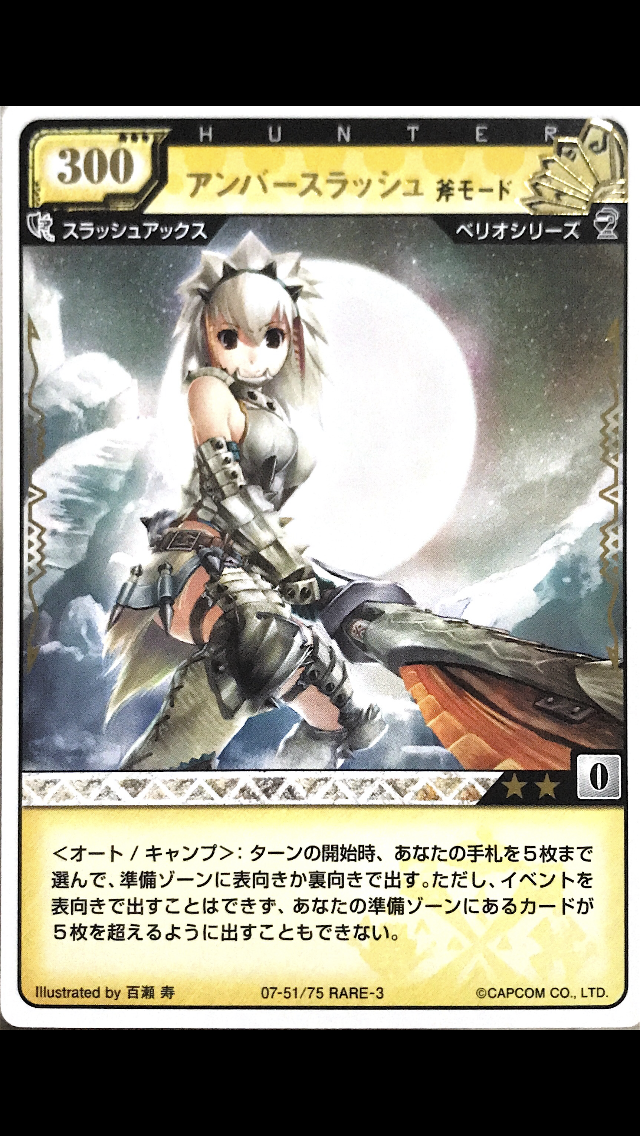 HUNTER
300
アンバースラッシュ 斧モード
スラッシュアックス
ベリオシリーズ
0
＜オート / キャンプ＞：ターンの開始時、あなたの手札を５枚まで
選んで、準備ゾーンに表向きか裏向きで出す。ただし、イベントを
表向きで出すことはできず、あなたの準備ゾーンにあるカードが
５枚を超えるように出すこともできない。
Illustrated by 百瀬 寿
07-51/75 RARE-3
©CAPCOM CO., LTD.